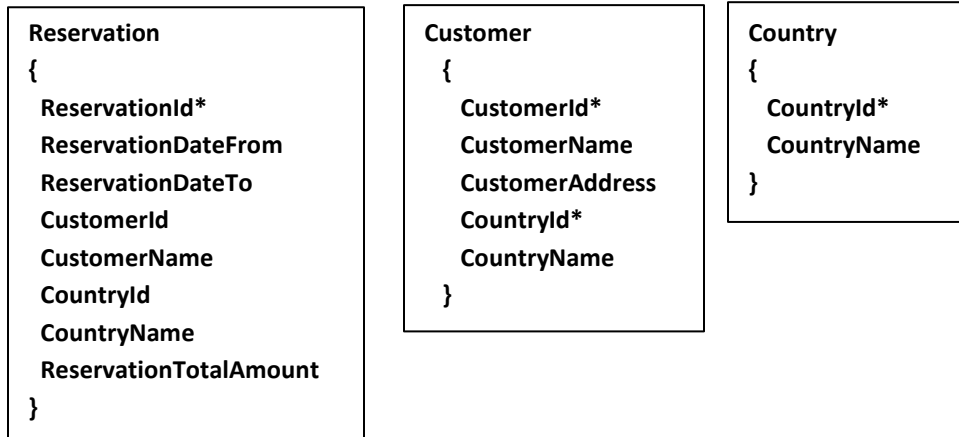 Reservation
{
ReservationId*
ReservationDateFrom
ReservationDateTo
CustomerId
CustomerName
CountryId
CountryName
ReservationTotalAmount
}
Customer
{
CustomerId*
CustomerName
CustomerAddress
CountryId*
CountryName
}
Country
{
CountryId*
CountryName
}